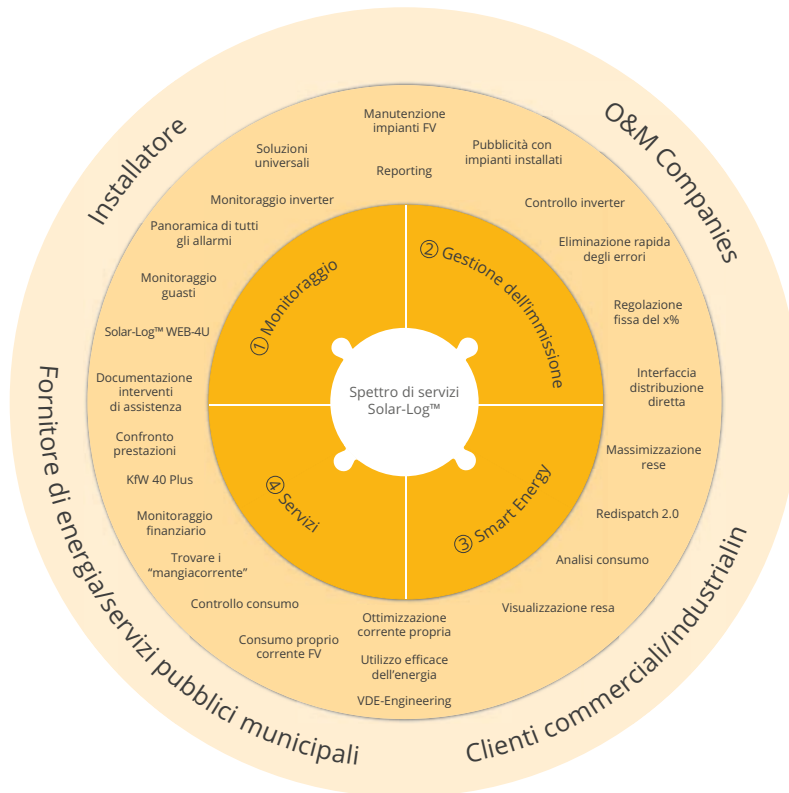 Installatore
O&M Companies
Fornitore di energia/servizi pubblici municipali
Clienti commerciali/industrialin
Manutenzione
impianti FV
Reporting
Pubblicità con
impianti installati
Controllo inverter
Eliminazione rapida
degli errori
Regolazione
fissa del x%
Interfaccia
distribuzione
diretta
Massimizzazione
rese
Redispatch 2.0
Analisi consumo
Visualizzazione resa
Ottimizzazione
corrente propria
Utilizzo efficace
dell’energia
VDE-Engineering
Consumo proprio
corrente FV
Controllo consumo
Trovare i
“mangiacorrente”
Monitoraggio
finanziario
KfW 40 Plus
Confronto
prestazioni
Documentazione
interventi
di assistenza
Solar-Log™ WEB-4U
Monitoraggio
guasti
Panoramica di tutti
gli allarmi
Monitoraggio inverter
Soluzioni
universali
① Monitoraggio
② Gestione dell’immissione
③ Smart Energy
④ Servizi
Spettro di servizi
Solar-Log™